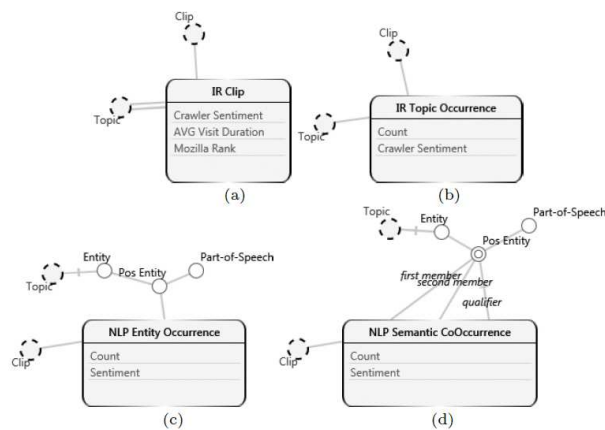 Clip
Topic
IR Clip
Crawler Sentiment
AVG Visit Duration
Mozilla Rank
(a)
Clip
Topic
IR Topic Occurrence
Count
Crawler Sentiment
(b)
Entity
Part-of-Speech
Topic
Pos Entity
NLP Entity Occurrence
Clip
Count
Sentiment
(c)
Topic
Entity
Part-of-Speech
Pos Entity
first member
second member
qualifier
NLP Semantic CoOccurrence
Clip
Count
Sentiment
(d)